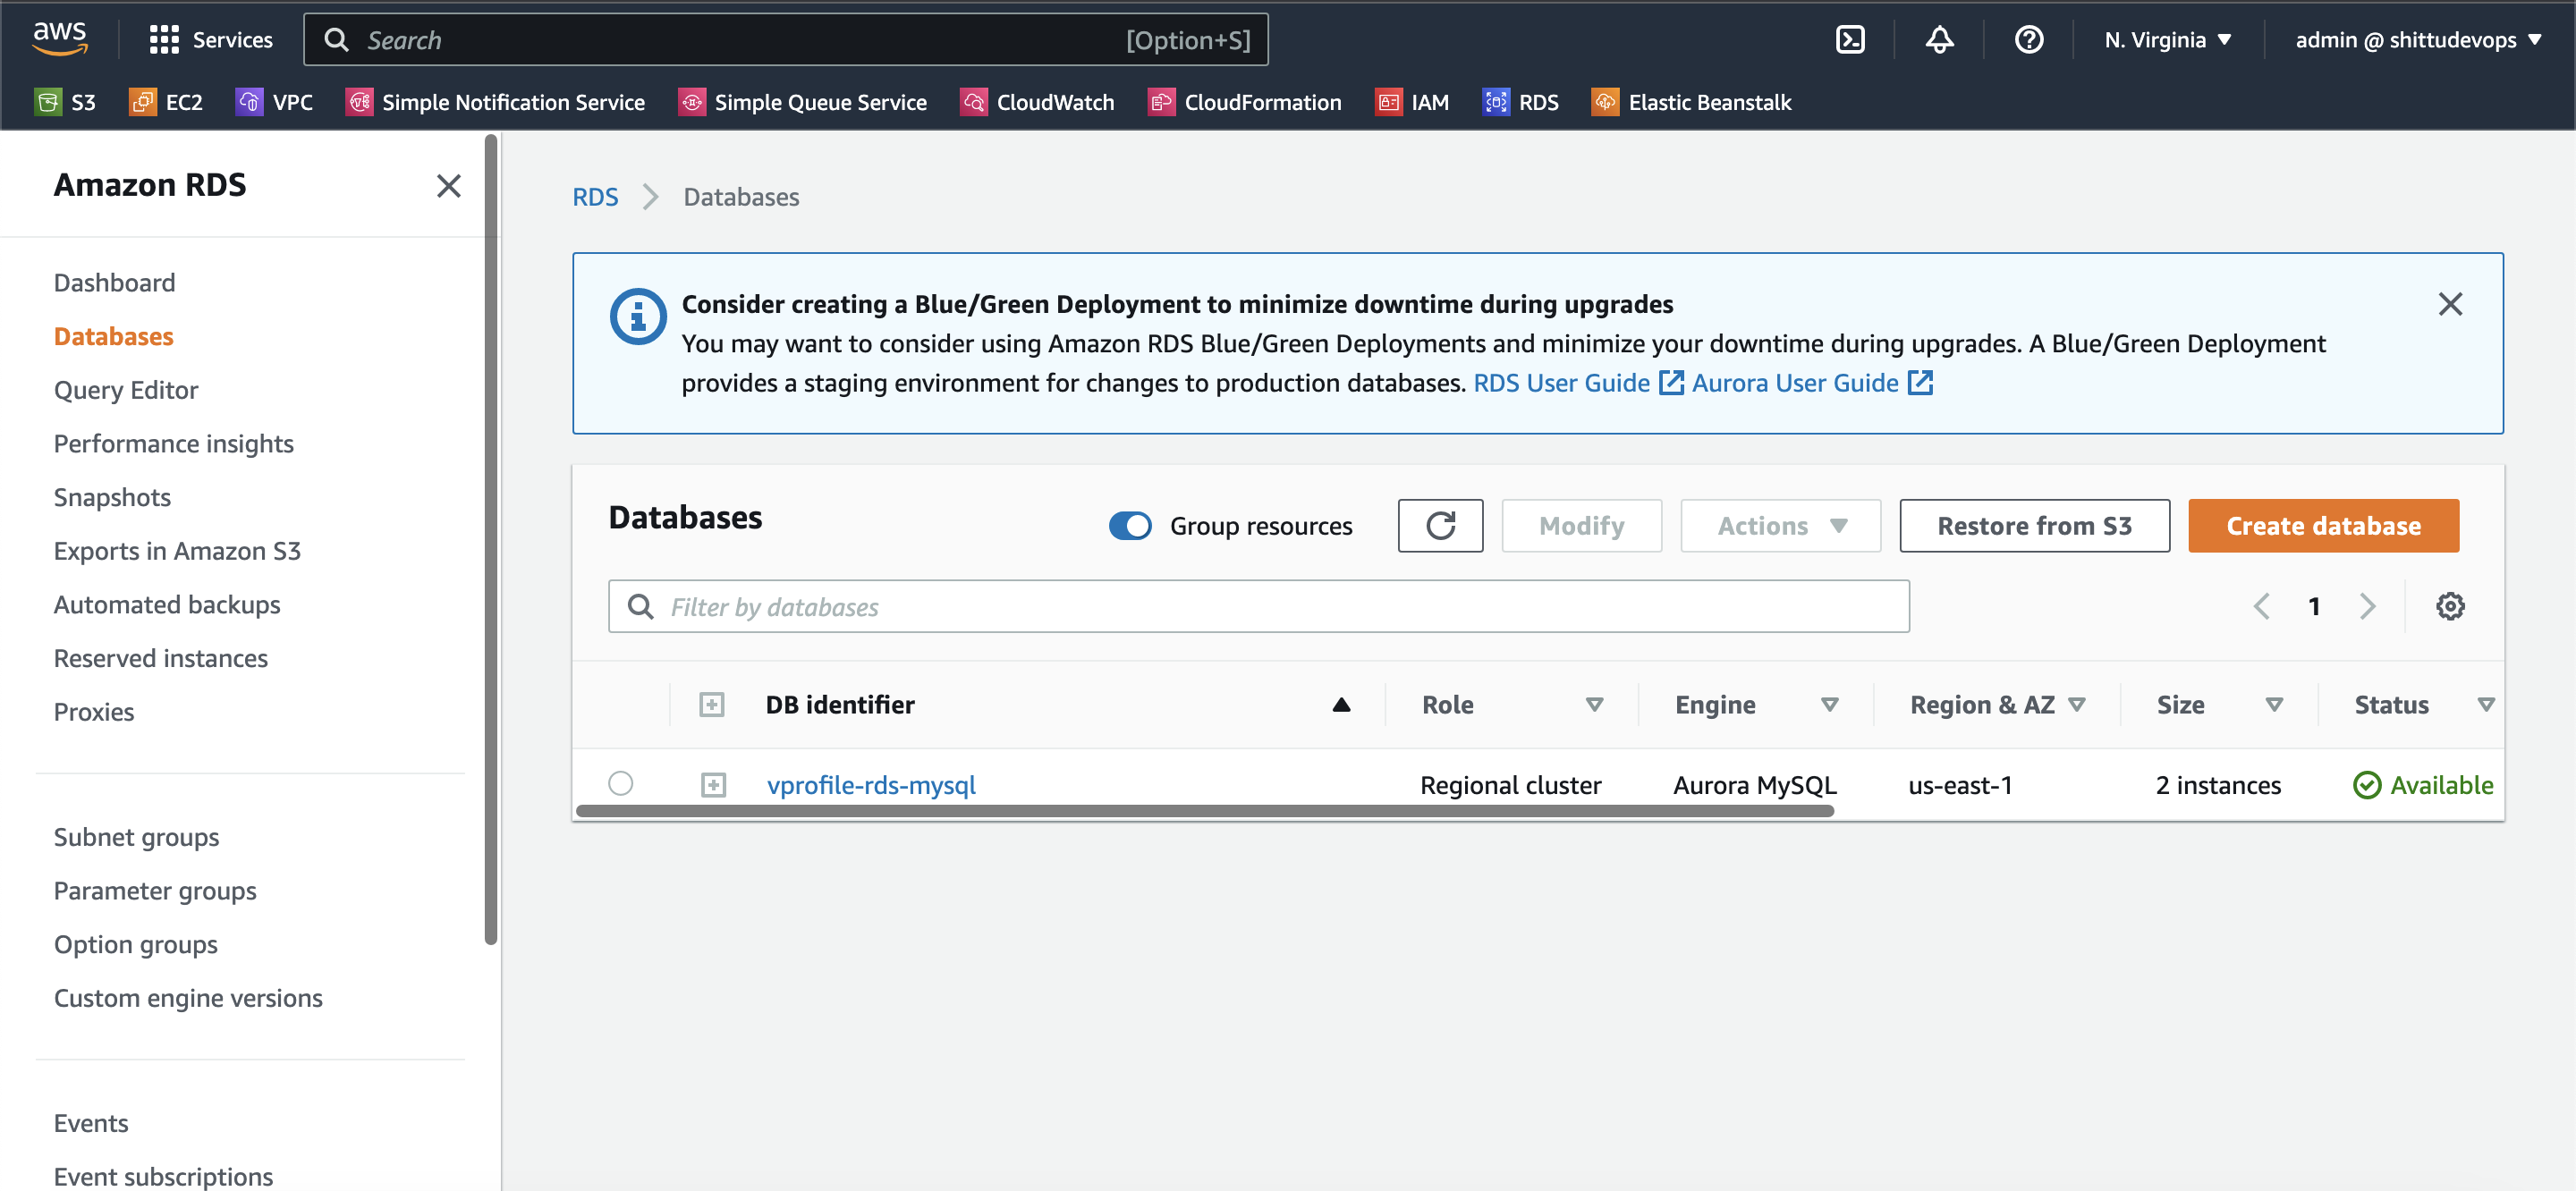 aws Services Search [Option+S] N. Virginia admin @ shittudevops
S3 EC2 VPC Simple Notification Service Simple Queue Service CloudWatch CloudFormation IAM RDS Elastic Beanstalk
Amazon RDS
Dashboard
Databases
Query Editor
Performance insights
Snapshots
Exports in Amazon S3
Automated backups
Reserved instances
Proxies
Subnet groups
Parameter groups
Option groups
Custom engine versions
Events
Event subscriptions
RDS Databases
Consider creating a Blue/Green Deployment to minimize downtime during upgrades
You may want to consider using Amazon RDS Blue/Green Deployments and minimize your downtime during upgrades. A Blue/Green Deployment
provides a staging environment for changes to production databases. RDS User Guide Aurora User Guide
Databases Group resources Modify Actions Restore from S3 Create database
Filter by databases 1
DB identifier Role Engine Region & AZ Size Status
vprofile-rds-mysql Regional cluster Aurora MySQL us-east-1 2 instances Available